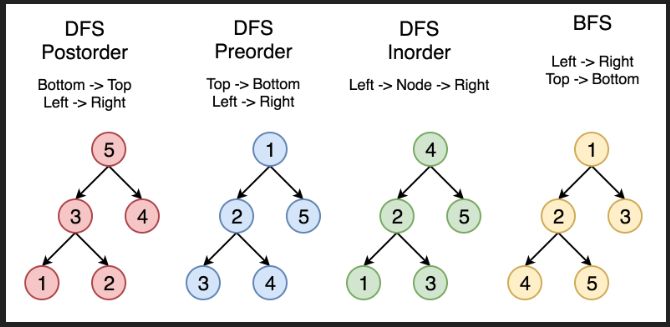 DFS
Postorder
Bottom -> Top
Left -> Right
5
3
4
1
2
DFS
Preorder
Top -> Bottom
Left -> Right
1
2
5
3
4
DFS
Inorder
Left -> Node -> Right
4
2
5
1
3
BFS
Left -> Right
Top -> Bottom
1
2
3
4
5